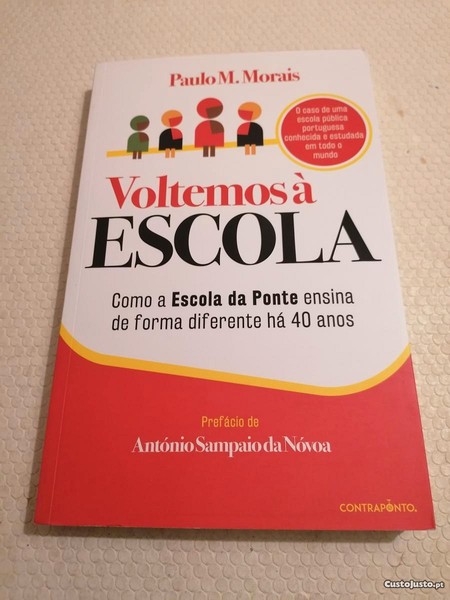 Paulo M. Morais
O caso de uma
escola pública
portuguesa
conhecida e estudada
em todo o
mundo
Voltemos à
ESCOLA
Como a Escola da Ponte ensina
de forma diferente há 40 anos
Prefácio de
António Sampaio da Nóvoa
CONTRAPONTO
CustoJusto.pt